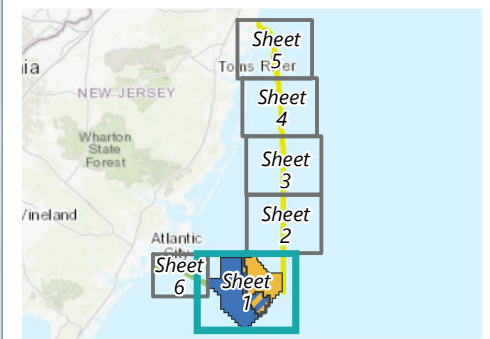 Sheet
5
ia
Toms River
NEW JERSEY
Sheet
4
Wharton
State
Forest
Sheet
3
Vineland
Sheet
2
Atlantic
City
Sheet
6
Sheet
1